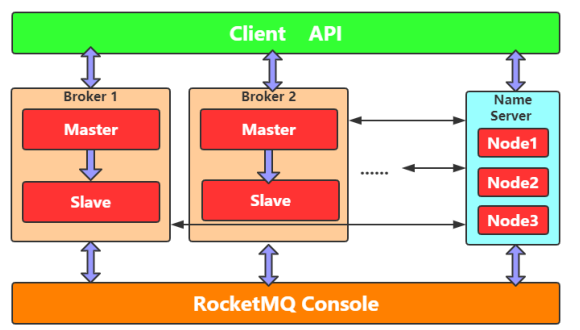 Client API
Broker 1
Broker 2
Name
Server
Master
Master
Node1
......
Node2
Slave
Slave
Node3
RocketMQ Console